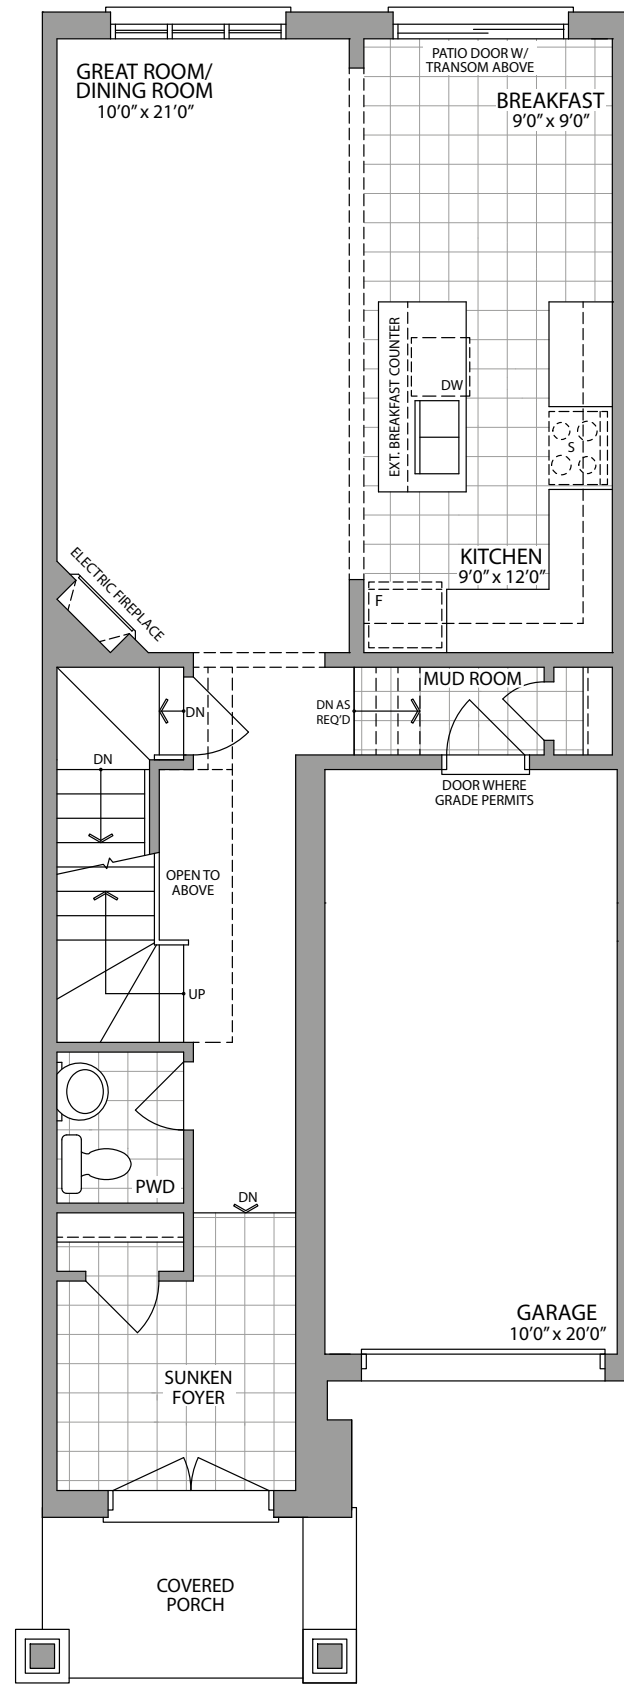 PATIO DOOR W/
TRANSOM ABOVE
GREAT ROOM/
DINING ROOM
10'0" x 21'0"
BREAKFAST
9'0" x 9'0"
EXT. BREAKFAST COUNTER
DW
S
KITCHEN
9'0" x 12'0"
F
ELECTRIC FIREPLACE
MUD ROOM
DN
DN AS
REQ'D
DN
DOOR WHERE
GRADE PERMITS
OPEN TO
ABOVE
UP
PWD
DN
GARAGE
10'0" x 20'0"
SUNKEN
FOYER
COVERED
PORCH